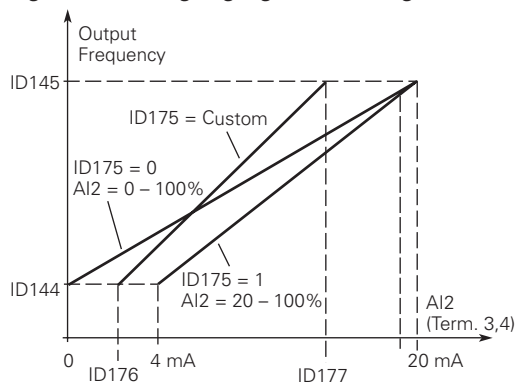 Output
Frequency
ID145
ID175 = Custom
ID175 = 0
AI2 = 0 – 100%
ID144
ID175 = 1
AI2 = 20 – 100%
AI2
(Term. 3,4)
0
4 mA
20 mA
ID176
ID177